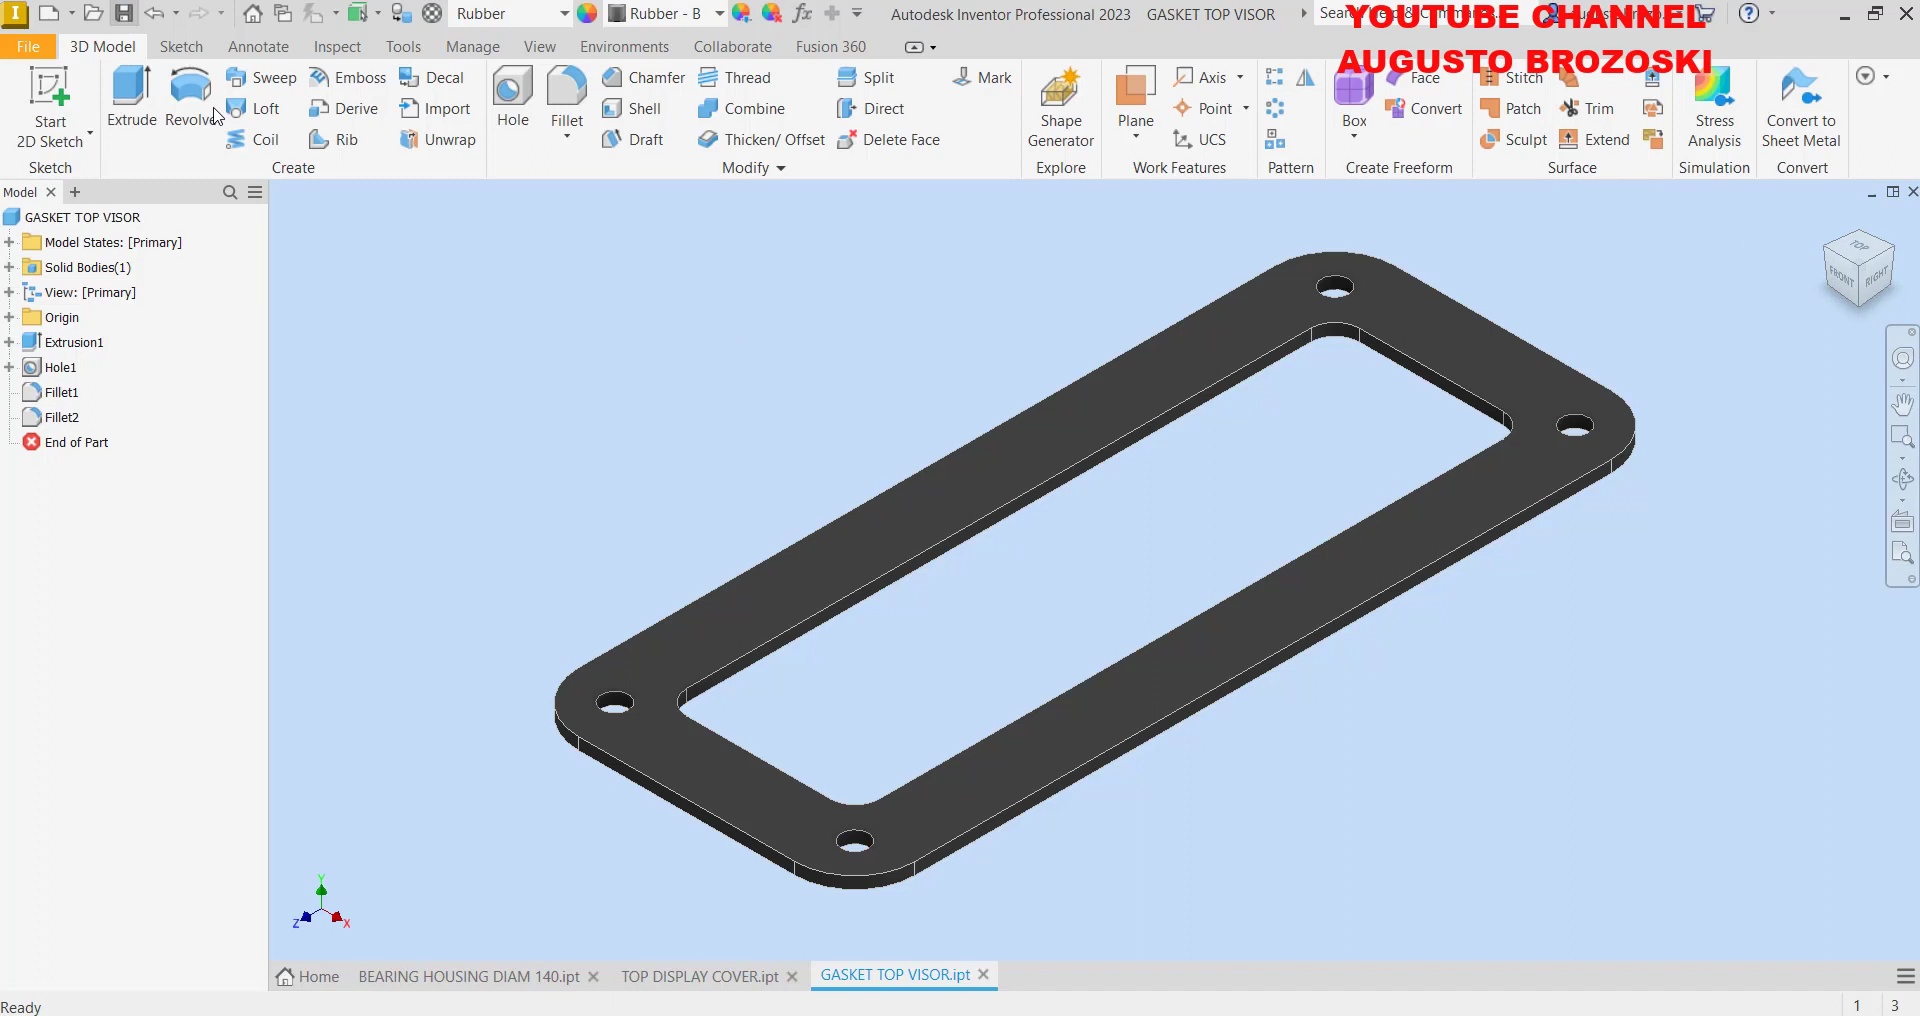 Rubber
Rubber - B
Autodesk Inventor Professional 2023 GASKET TOP VISOR
YOUTUBE CHANNEL
AUGUSTO BROZOSKI
File 3D Model Sketch Annotate Inspect Tools Manage View Environments Collaborate Fusion 360
Start
2D Sketch
Sketch
Extrude
Revolve
Sweep
Loft
Coil
Emboss
Derive
Rib
Decal
Import
Unwrap
Create
Hole
Fillet
Chamfer
Shell
Draft
Thread
Combine
Thicken/ Offset
Split
Direct
Delete Face
Mark
Modify
Shape
Generator
Explore
Plane
Axis
Point
UCS
Work Features
Pattern
Box
Face
Convert
Create Freeform
Stitch
Patch
Sculpt
Trim
Extend
Surface
Stress
Analysis
Simulation
Convert to
Sheet Metal
Convert
Model
GASKET TOP VISOR
Model States: [Primary]
Solid Bodies(1)
View: [Primary]
Origin
Extrusion1
Hole1
Fillet1
Fillet2
End of Part
TOP
FRONT
RIGHT
Y
Z
X
Home
BEARING HOUSING DIAM 140.ipt
TOP DISPLAY COVER.ipt
GASKET TOP VISOR.ipt
Ready
1
3